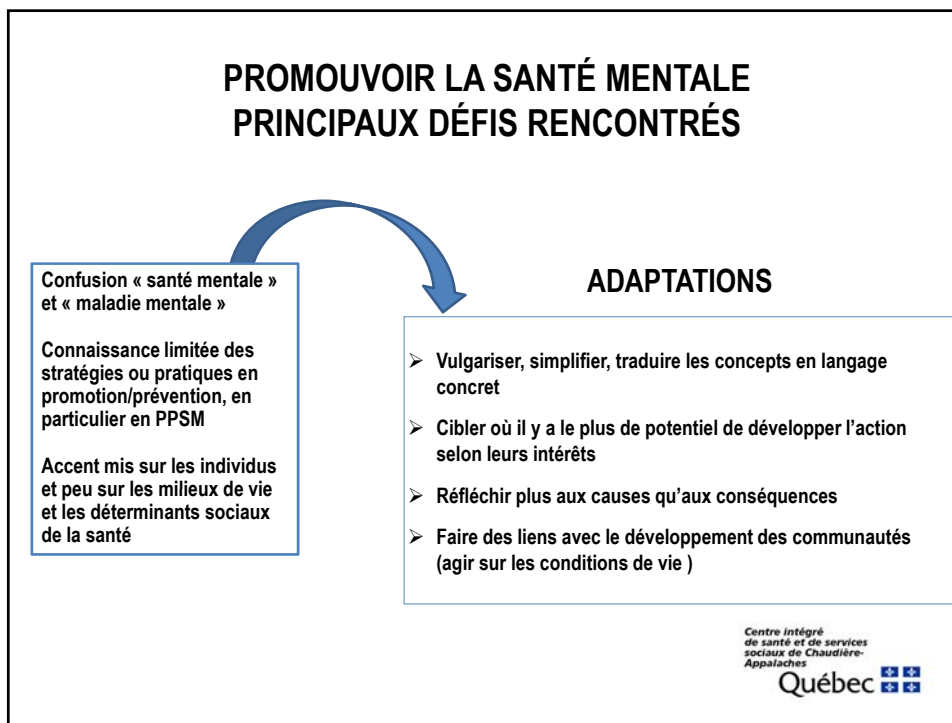 PROMOUVOIR LA SANTÉ MENTALE
PRINCIPAUX DÉFIS RENCONTRÉS
Confusion « santé mentale »
et « maladie mentale »
Connaissance limitée des
stratégies ou pratiques en
promotion/prévention, en
particulier en PPSM
Accent mis sur les individus
et peu sur les milieux de vie
et les déterminants sociaux
de la santé
ADAPTATIONS
➢ Vulgariser, simplifier, traduire les concepts en langage
concret
➢ Cibler où il y a le plus de potentiel de développer l’action
selon leurs intérêts
➢ Réfléchir plus aux causes qu’aux conséquences
➢ Faire des liens avec le développement des communautés
(agir sur les conditions de vie )
Centre intégré
de santé et de services
sociaux de Chaudière-
Appalaches
Québec